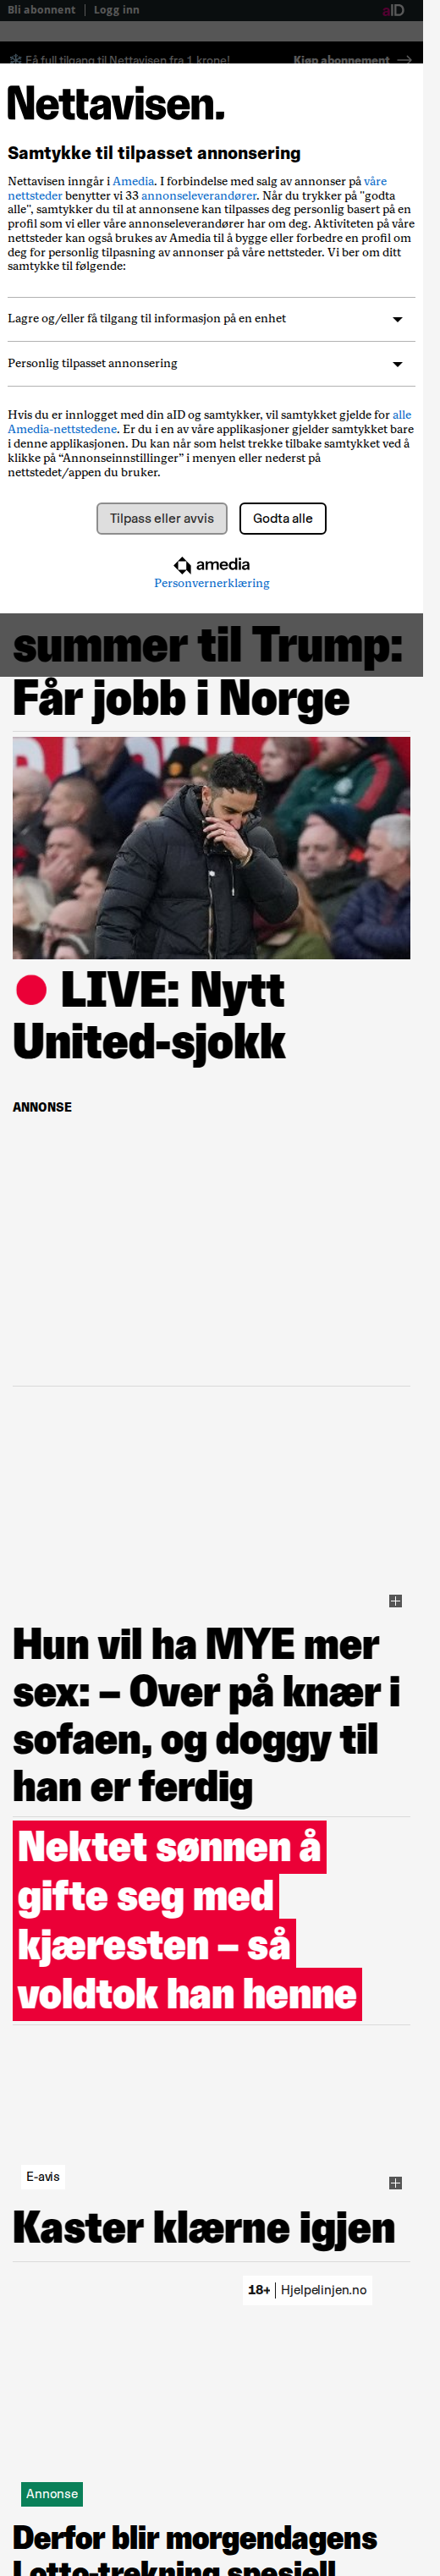 Bli abonnent | Logg inn
aID
Få full tilgang til Nettavisen fra 1 krone!
Kjøp abonnement →
Nettavisen.
Samtykke til tilpasset annonsering
Nettavisen inngår i Amedia. I forbindelse med salg av annonser på våre
nettsteder benytter vi 33 annonseleverandører. Når du trykker på "godta
alle", samtykker du til at annonsene kan tilpasses deg personlig basert på en
profil som vi eller våre annonseleverandører har om deg. Aktiviteten på våre
nettsteder kan også brukes av Amedia til å bygge eller forbedre en profil om
deg for personlig tilpasning av annonser på våre nettsteder. Vi ber om ditt
samtykke til følgende:
Lagre og/eller få tilgang til informasjon på en enhet
Personlig tilpasset annonsering
Hvis du er innlogget med din aID og samtykker, vil samtykket gjelde for alle
Amedia-nettstedene. Er du i en av våre applikasjoner gjelder samtykket bare
i denne applikasjonen. Du kan når som helst trekke tilbake samtykket ved å
klikke på “Annonseinnstillinger” i menyen eller nederst på
nettstedet/appen du bruker.
Tilpass eller avvis
Godta alle
amedia
Personvernerklæring
summer til Trump:
Får jobb i Norge
LIVE: Nytt
United-sjokk
ANNONSE
Hun vil ha MYE mer
sex: – Over på knær i
sofaen, og doggy til
han er ferdig
Nektet sønnen å
gifte seg med
kjæresten – så
voldtok han henne
E-avis
Kaster klærne igjen
18+ | Hjelpelinjen.no
Annonse
Derfor blir morgendagens
Lotto-trekning spesiell